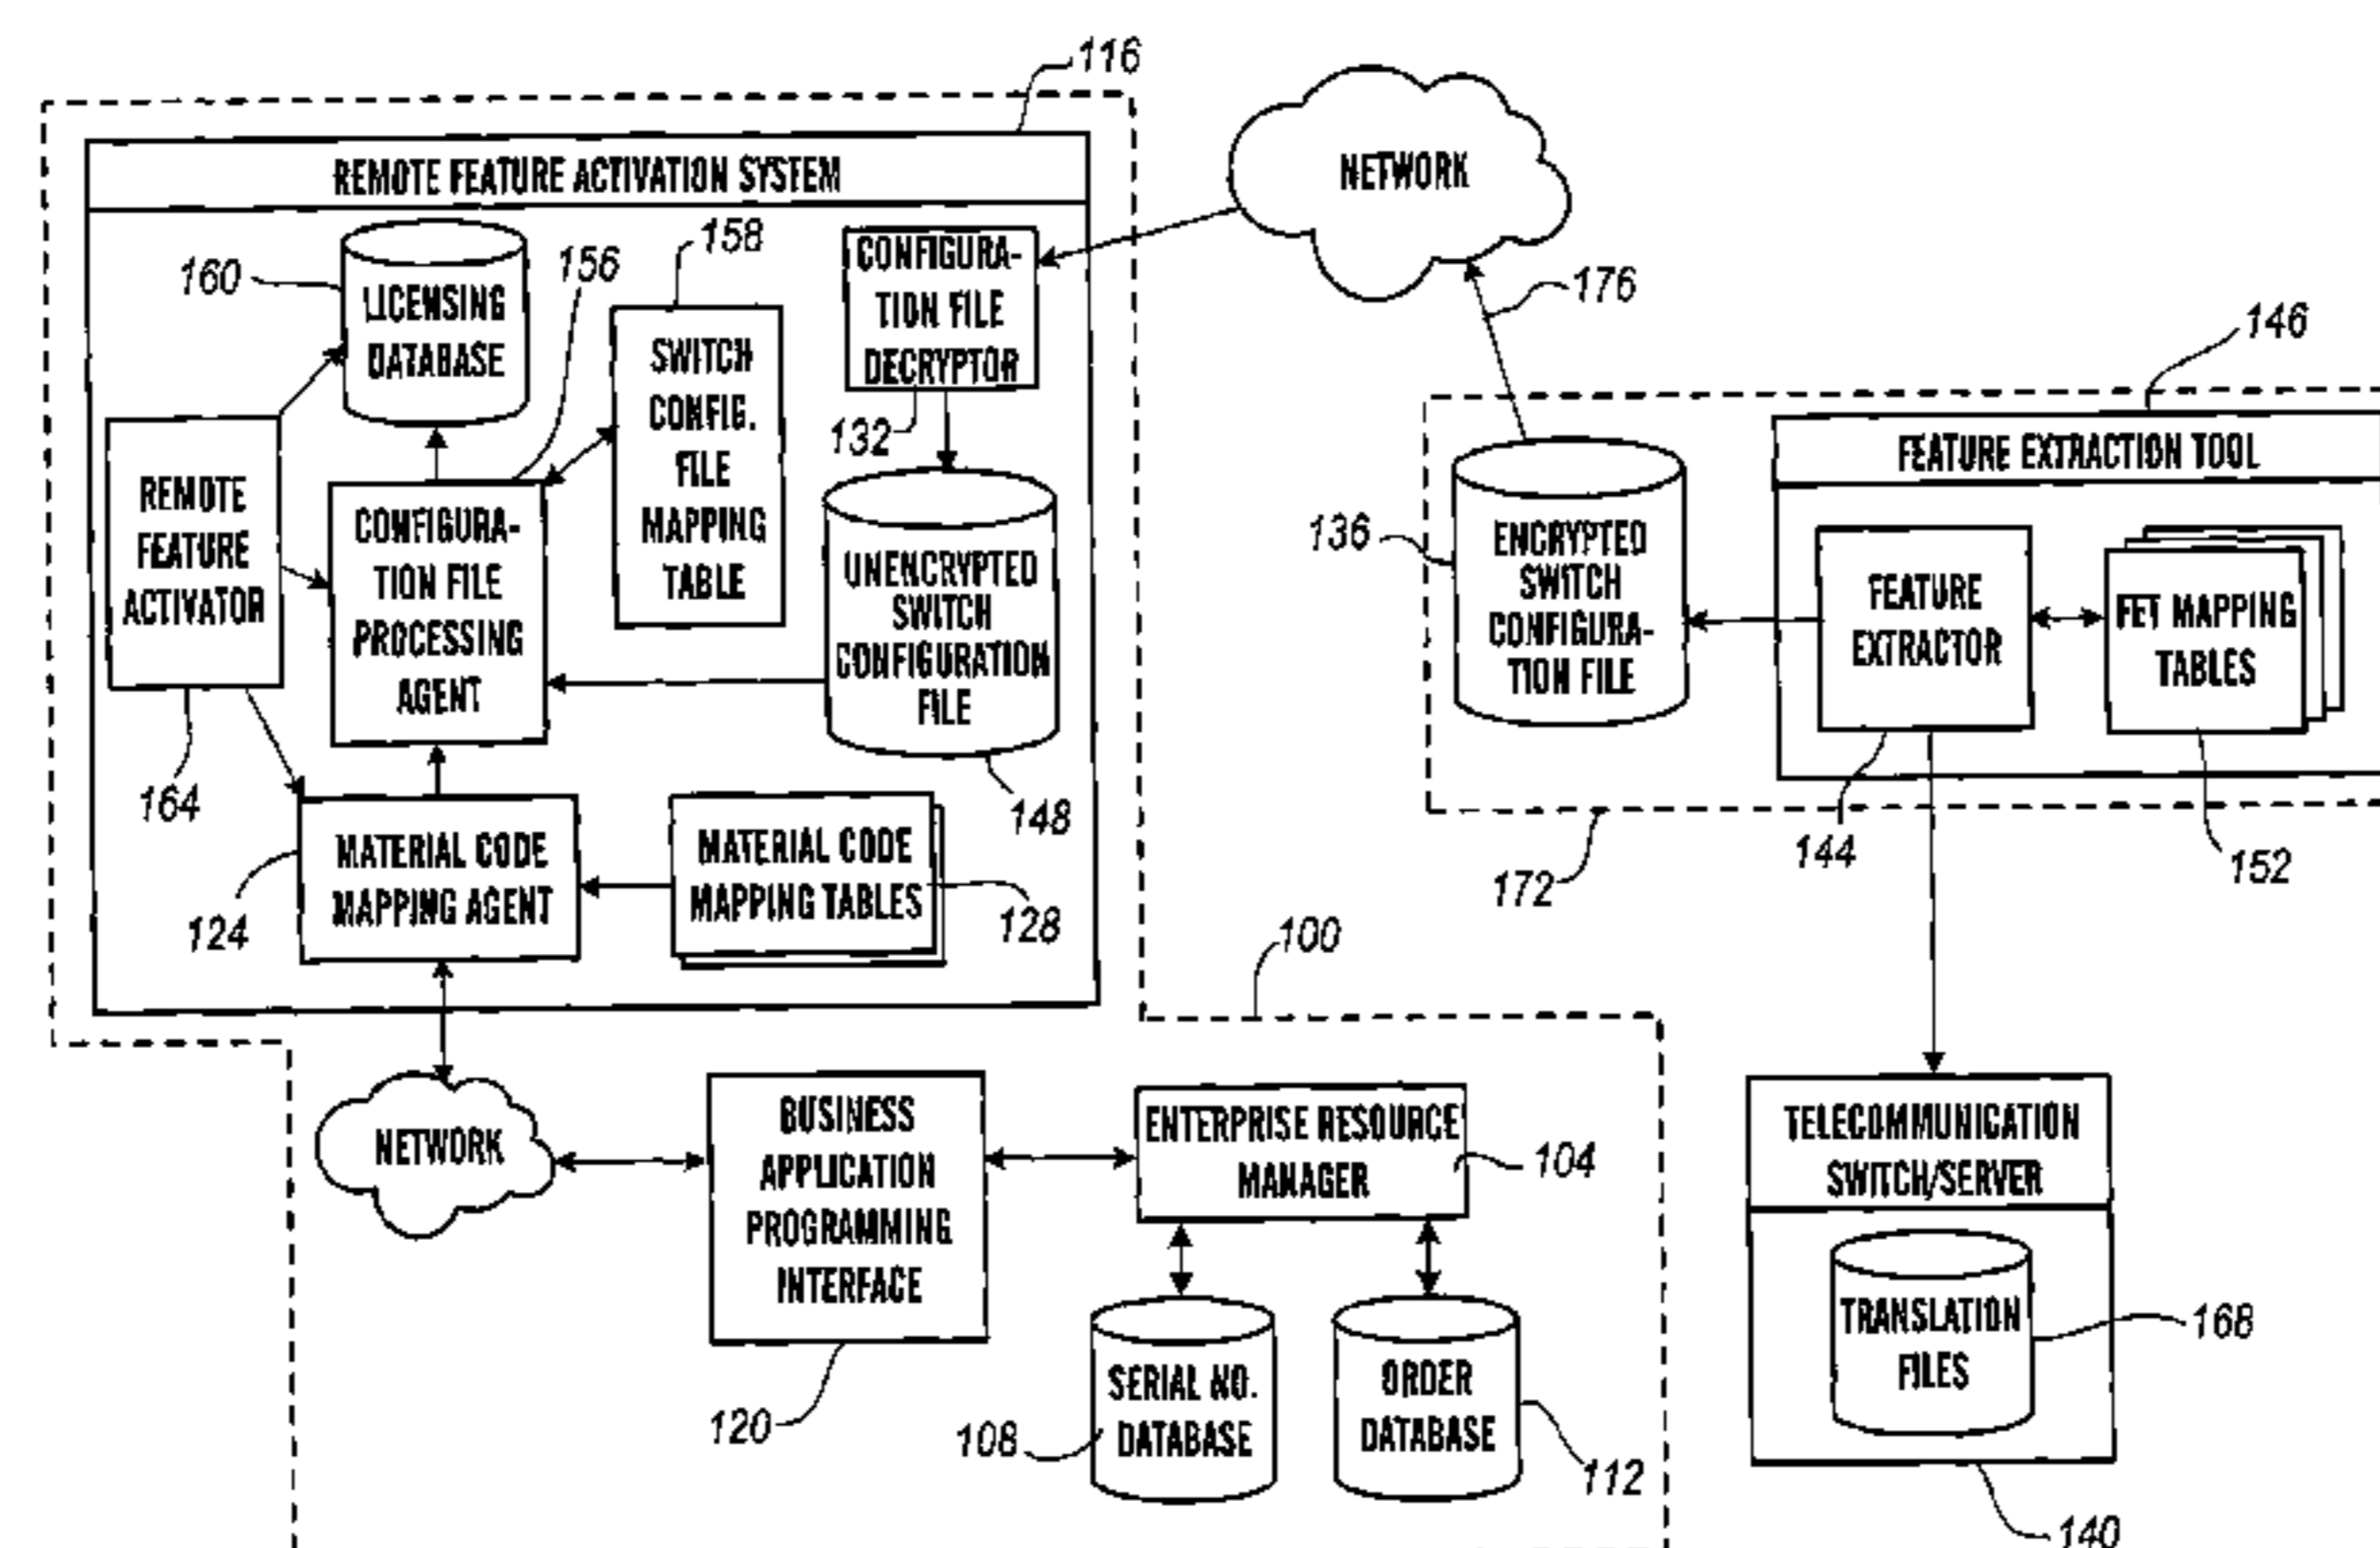 116
REMOTE FEATURE ACTIVATION SYSTEM
NETWORK
160
LICENSING
DATABASE
156
158
SWITCH
CONFIG.
FILE
MAPPING
TABLE
CONFIGURA-
TION FILE
DECRYPTOR
132
176
146
FEATURE EXTRACTION TOOL
REMOTE
FEATURE
ACTIVATOR
164
CONFIGURA-
TION FILE
PROCESSING
AGENT
UNENCRYPTED
SWITCH
CONFIGURATION
FILE
148
136
ENCRYPTED
SWITCH
CONFIGURA-
TION FILE
FEATURE
EXTRACTOR
FET MAPPING
TABLES
144
152
172
124
MATERIAL CODE
MAPPING AGENT
MATERIAL CODE
MAPPING TABLES
128
100
NETWORK
BUSINESS
APPLICATION
PROGRAMMING
INTERFACE
120
ENTERPRISE RESOURCE
MANAGER
104
SERIAL NO.
DATABASE
108
ORDER
DATABASE
112
TELECOMMUNICATION
SWITCH/SERVER
TRANSLATION
FILES
168
140